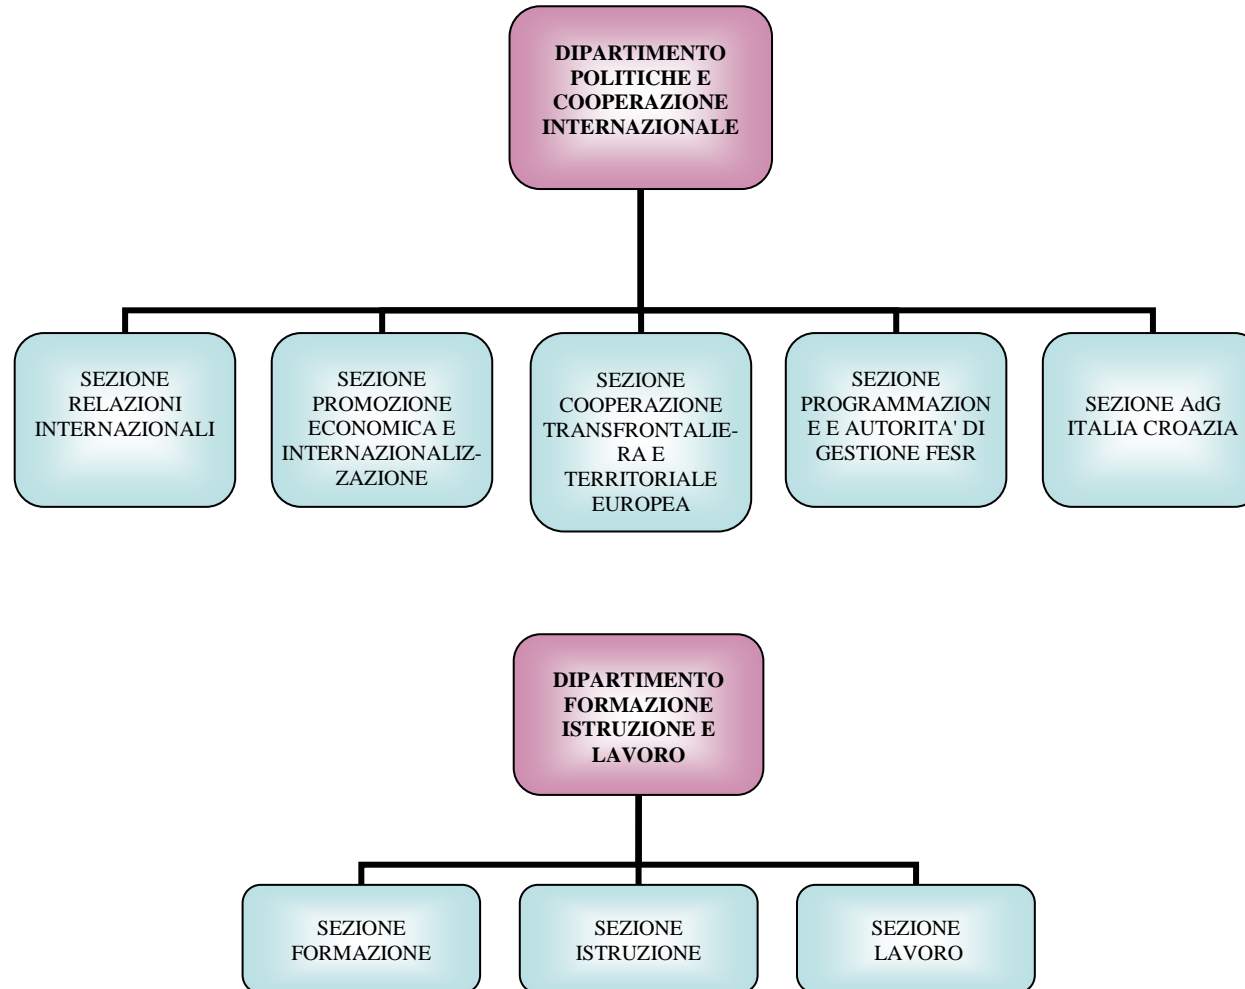 DIPARTIMENTO
POLITICHE E
COOPERAZIONE
INTERNAZIONALE
SEZIONE
RELAZIONI
INTERNAZIONALI
SEZIONE
PROMOZIONE
ECONOMICA E
INTERNAZIONALIZ-
ZAZIONE
SEZIONE
COOPERAZIONE
TRANSFRONTALIE-
RA E
TERRITORIALE
EUROPEA
SEZIONE
PROGRAMMAZION
E E AUTORITA' DI
GESTIONE FESR
SEZIONE AdG
ITALIA CROAZIA
DIPARTIMENTO
FORMAZIONE
ISTRUZIONE E
LAVORO
SEZIONE
FORMAZIONE
SEZIONE
ISTRUZIONE
SEZIONE
LAVORO